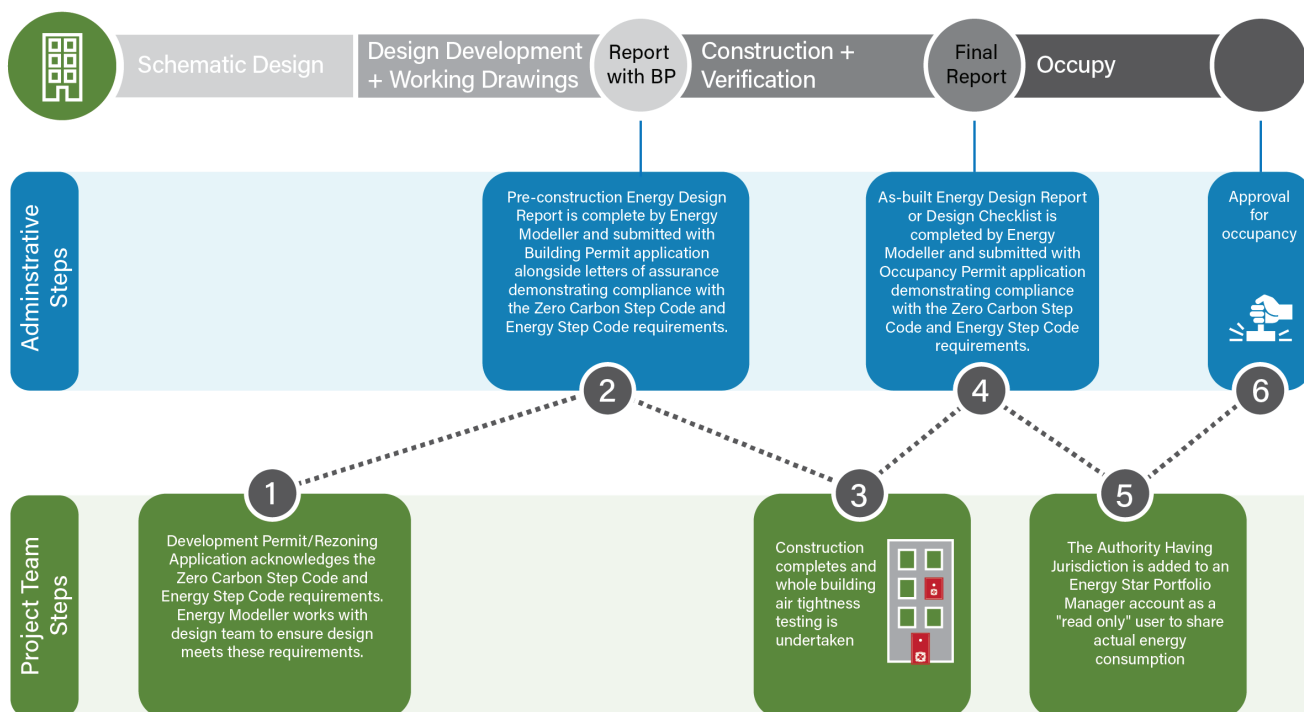 Schematic Design
Design Development
+ Working Drawings
Report
with BP
Construction +
Verification
Final
Report
Occupy
Adminstrative
Steps
Pre-construction Energy Design
Report is complete by Energy
Modeller and submitted with
Building Permit application
alongside letters of assurance
demonstrating compliance with
the Zero Carbon Step Code and
Energy Step Code requirements.
As-built Energy Design Report
or Design Checklist is
completed by Energy
Modeller and submitted with
Occupancy Permit application
demonstrating compliance
with the Zero Carbon Step
Code and Energy Step Code
requirements.
Approval
for
occupancy
2
4
6
1
3
5
Project Team
Steps
Development Permit/Rezoning
Application acknowledges the
Zero Carbon Step Code and
Energy Step Code requirements.
Energy Modeller works with
design team to ensure design
meets these requirements.
Construction
completes and
whole building
air tightness
testing is
undertaken
The Authority Having
Jurisdiction is added to an
Energy Star Portfolio
Manager account as a
"read only" user to share
actual energy
consumption